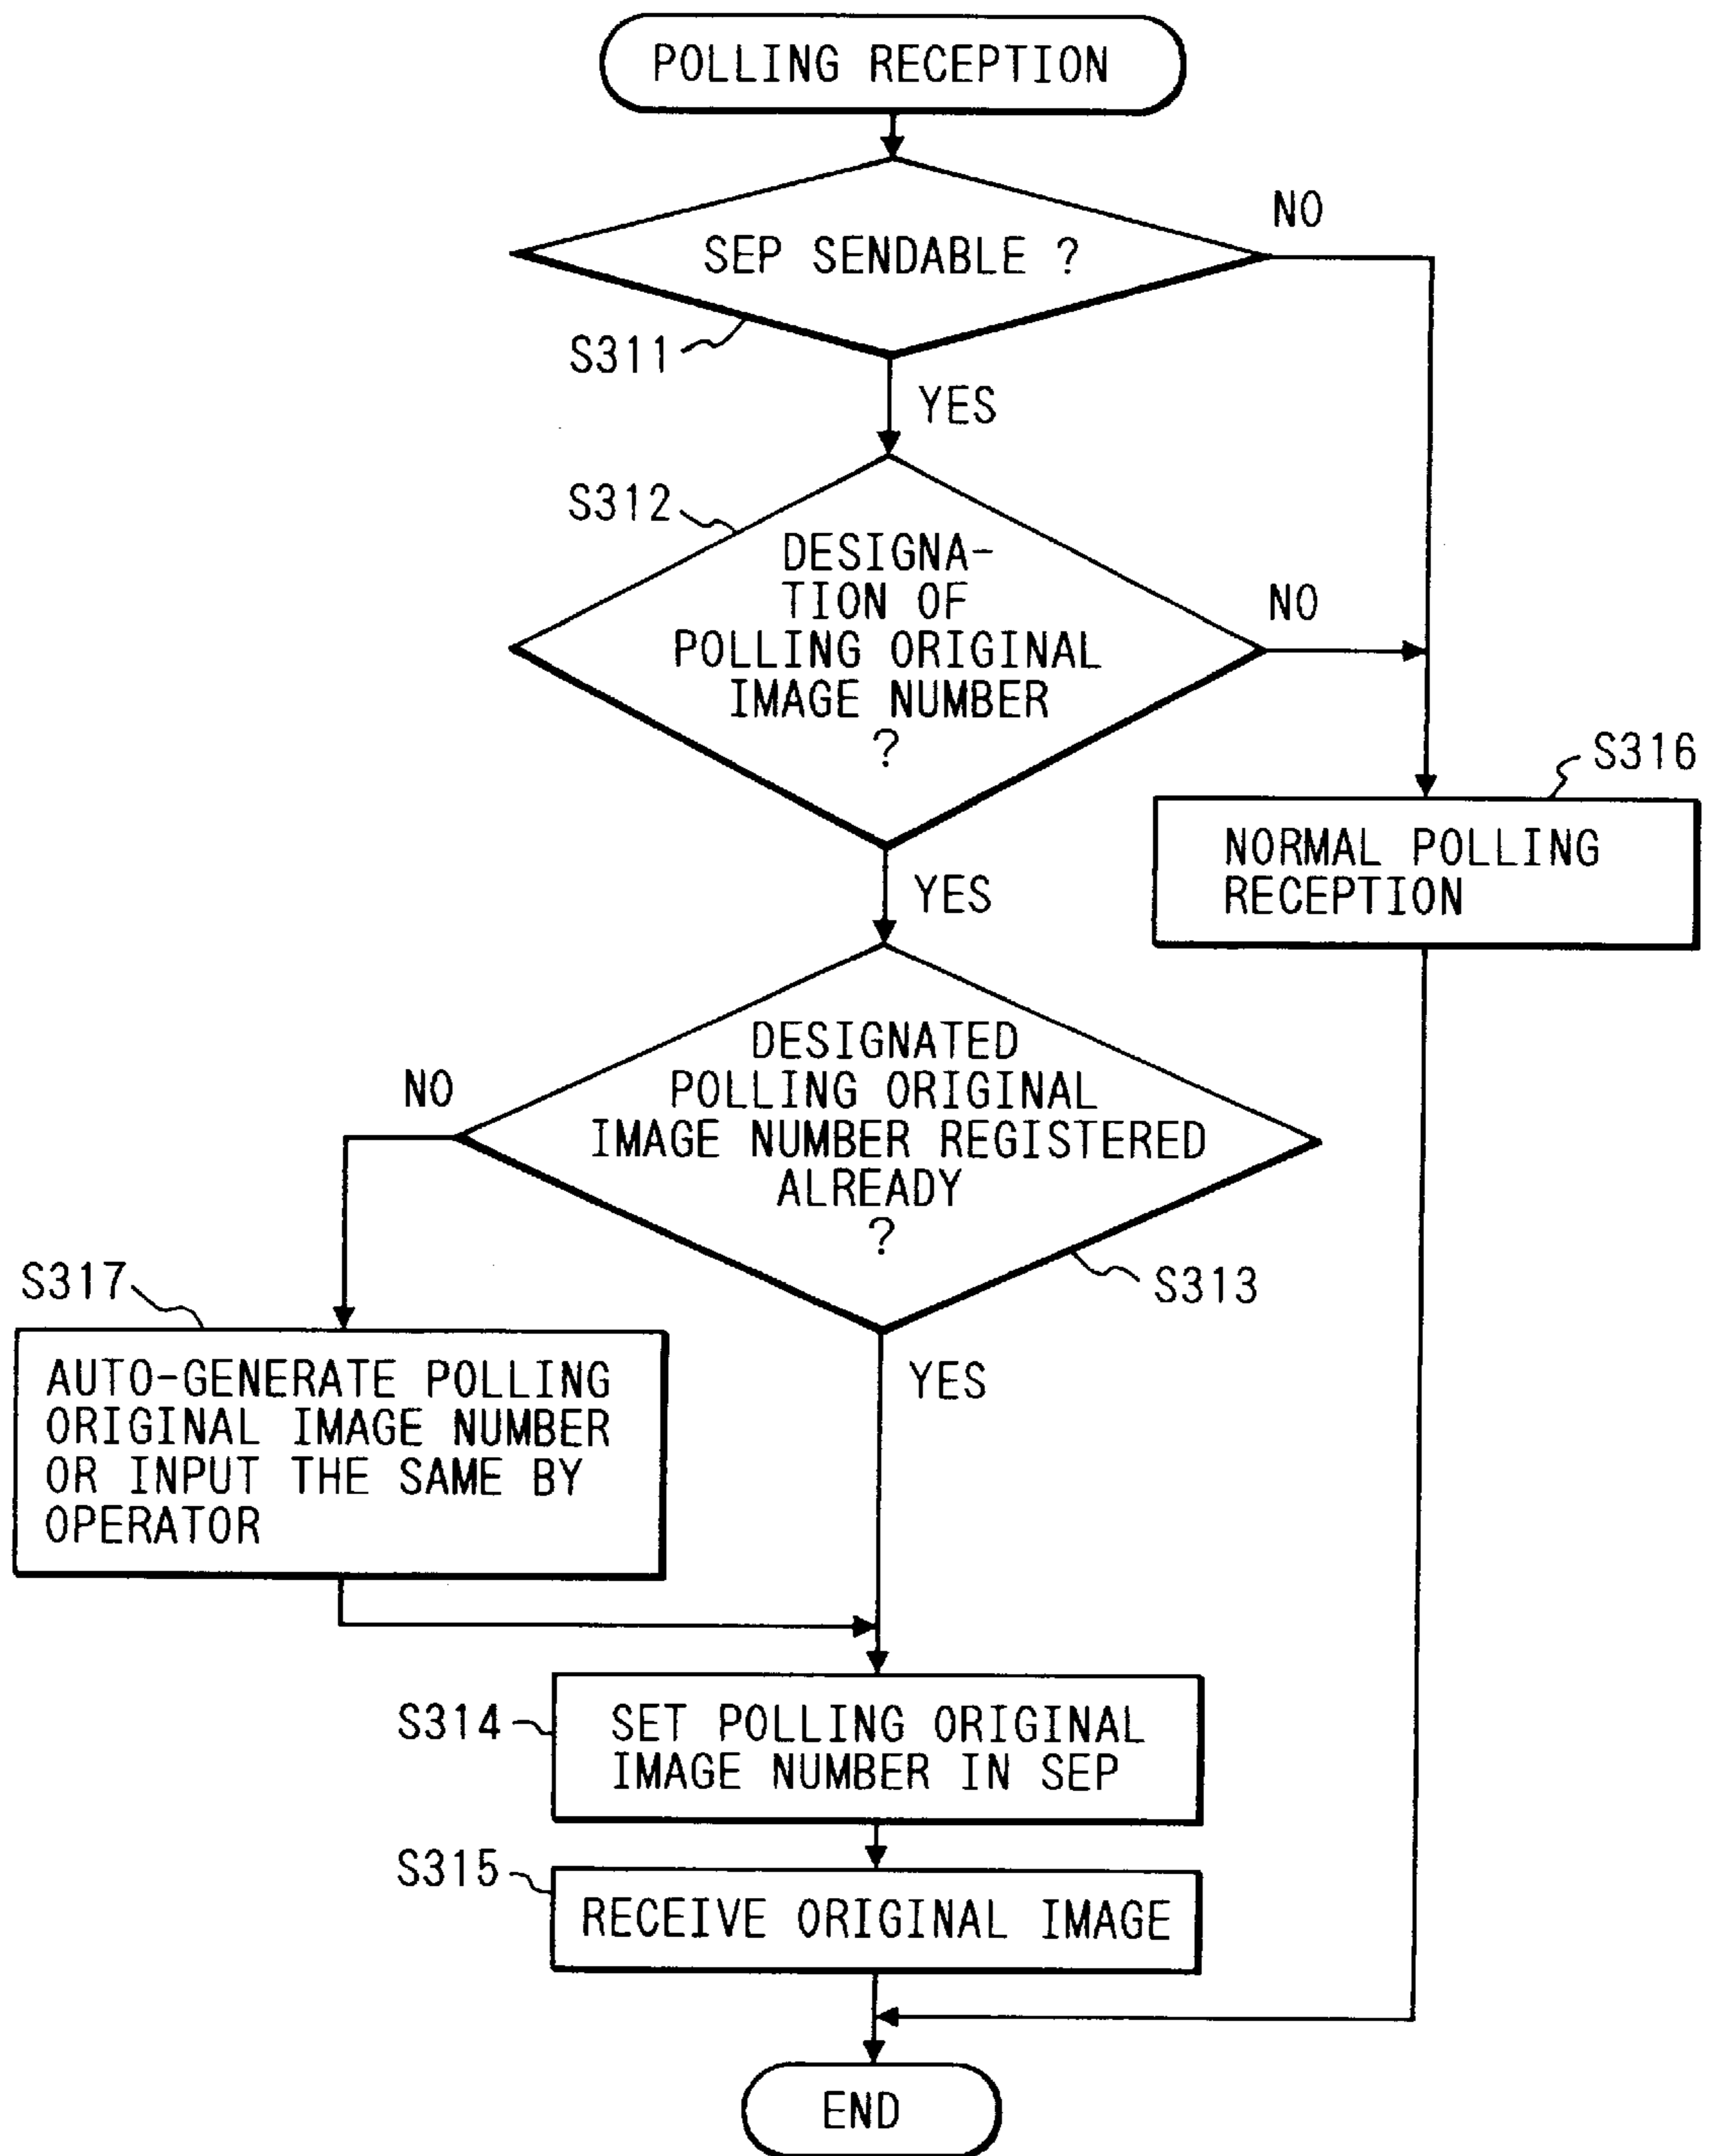 POLLING RECEPTION
NO
SEP SENDABLE ?
S311
YES
S312
DESIGNA-
TION OF
POLLING ORIGINAL
IMAGE NUMBER
?
NO
S316
NORMAL POLLING
RECEPTION
YES
DESIGNATED
POLLING ORIGINAL
IMAGE NUMBER REGISTERED
ALREADY
?
NO
S313
S317
YES
AUTO-GENERATE POLLING
ORIGINAL IMAGE NUMBER
OR INPUT THE SAME BY
OPERATOR
S314
SET POLLING ORIGINAL
IMAGE NUMBER IN SEP
S315
RECEIVE ORIGINAL IMAGE
END